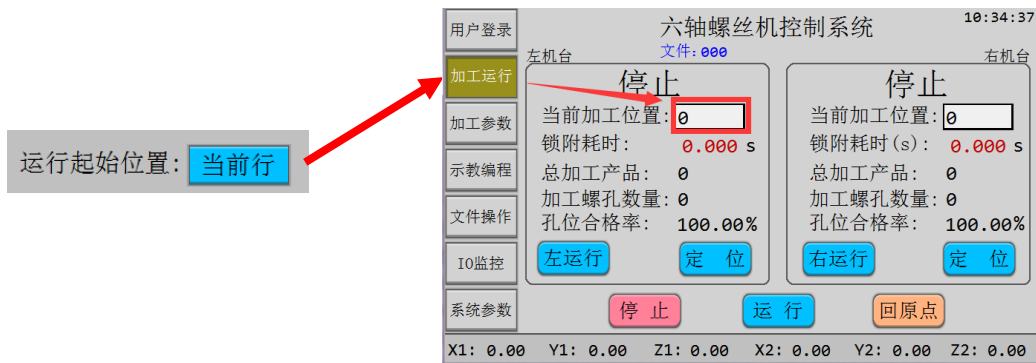 运行起始位置: 当前行
用户登录
加工运行
加工参数
示教编程
文件操作
IO监控
系统参数
六轴螺丝机控制系统
10:34:37
文件:000
左机台
停止
当前加工位置: 0
锁附耗时: 0.000 s
总加工产品: 0
加工螺孔数量: 0
孔位合格率: 100.00%
左运行 定 位
右机台
停止
当前加工位置: 0
锁附耗时(s): 0.000 s
总加工产品: 0
加工螺孔数量: 0
孔位合格率: 100.00%
右运行 定 位
停 止 运 行 回原点
X1: 0.00 Y1: 0.00 Z1: 0.00 X2: 0.00 Y2: 0.00 Z2: 0.00